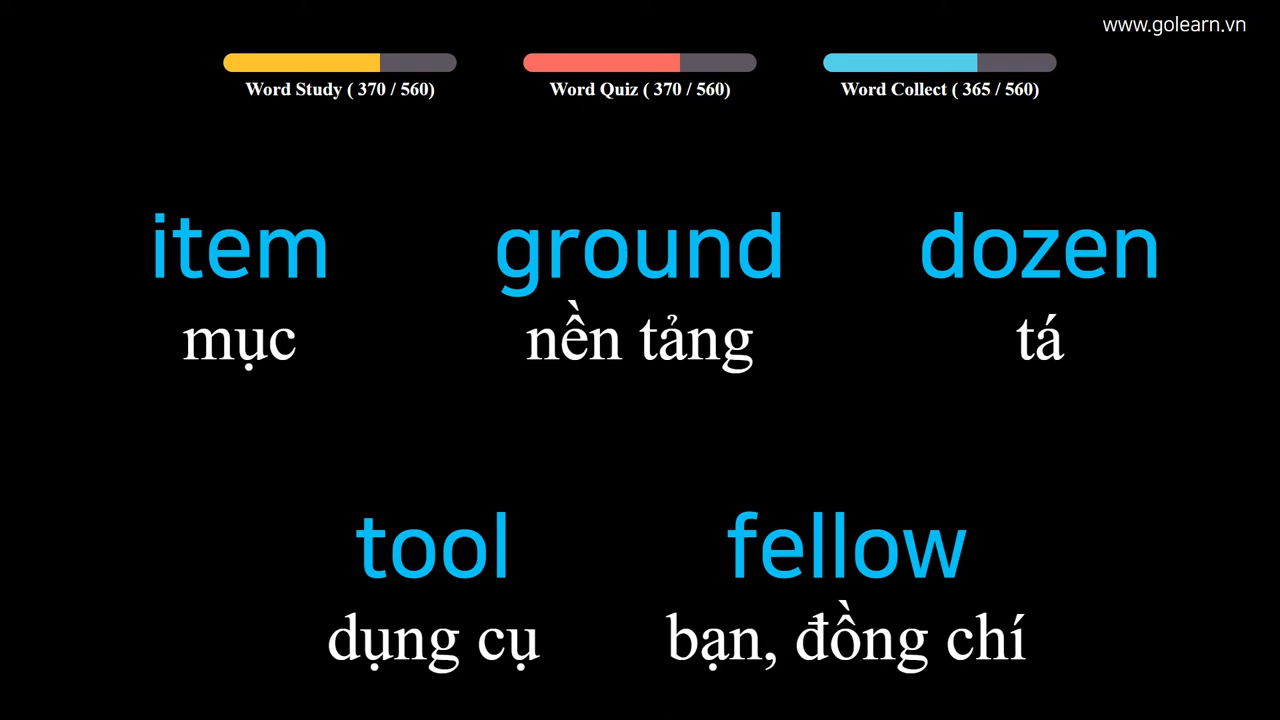 www.golearn.vn
Word Study ( 370 / 560)
Word Quiz ( 370 / 560)
Word Collect ( 365 / 560)
item
ground
dozen
mục
nền tảng
tá
tool
fellow
dụng cụ
bạn, đồng chí